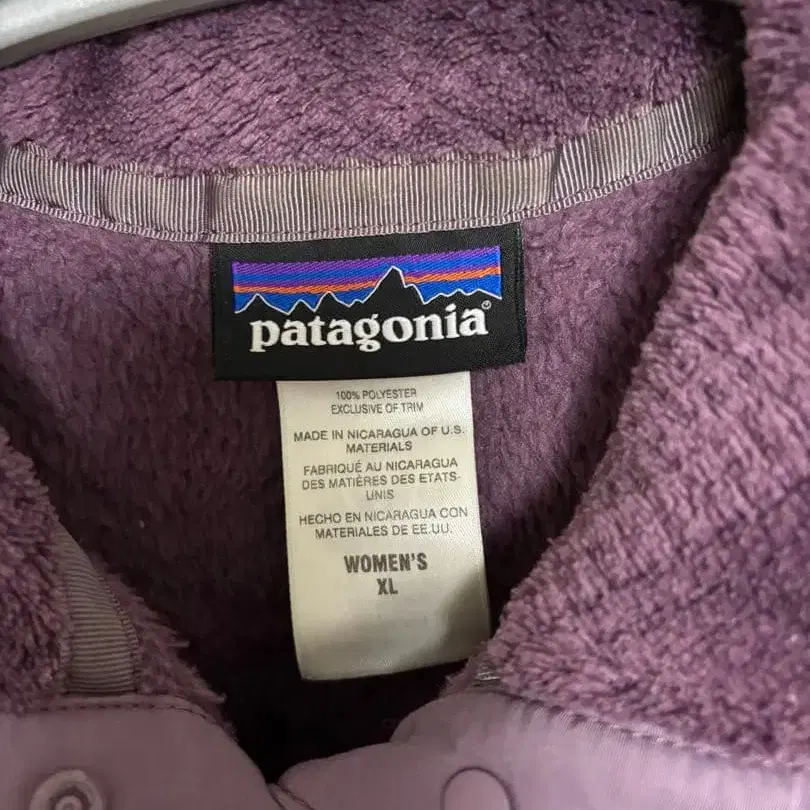 patagonia®
100% POLYESTER
EXCLUSIVE OF TRIM
MADE IN NICARAGUA OF U.S.
MATERIALS
FABRIQUÉ AU NICARAGUA
DES MATIÈRES DES ETATS-
UNIS
HECHO EN NICARAGUA CON
MATERIALES DE EE.UU.
WOMEN'S
XL